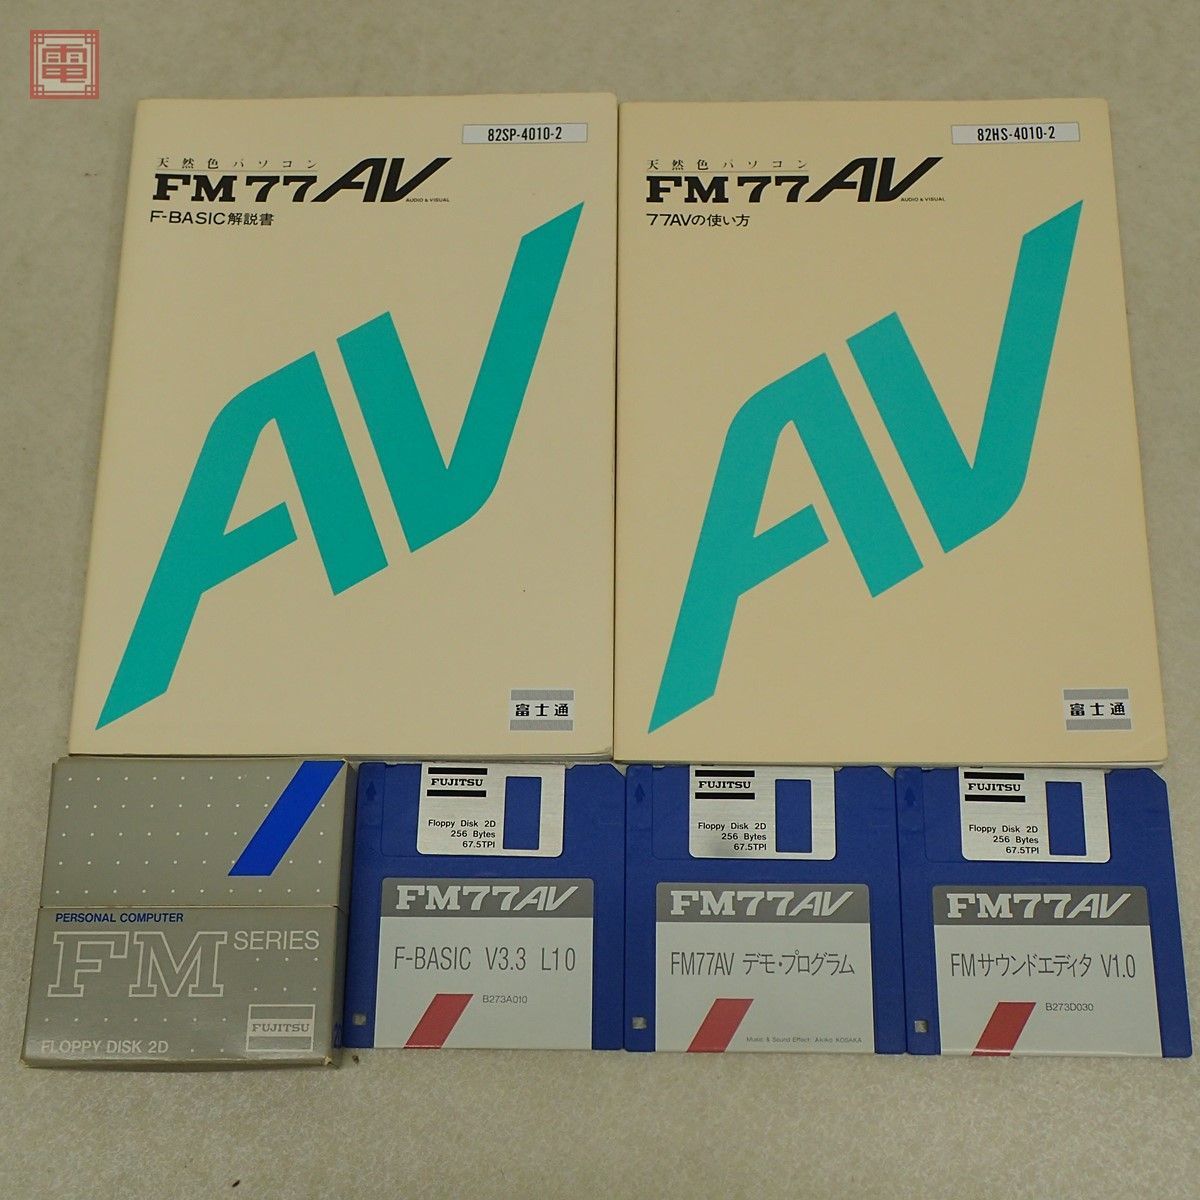 電
82SP-4010-2
天然色パソコン
FM77AV
AUDIO & VISUAL
F-BASIC解説書
AV
富士通
82HS-4010-2
天然色パソコン
FM77AV
AUDIO & VISUAL
77AVの使い方
AV
富士通
PERSONAL COMPUTER
FM SERIES
FUJITSU
FLOPPY DISK 2D
FUJITSU
Floppy Disk 2D
256 Bytes
67.5TPI
FM77AV
F-BASIC V3.3 L10
B273A010
FUJITSU
Floppy Disk 2D
256 Bytes
67.5TPI
FM77AV
FM77AV デモ・プログラム
Music & Sound Effect: Akiko KOSAKA
FUJITSU
Floppy Disk 2D
256 Bytes
67.5TPI
FM77AV
FMサウンドエディタ V1.0
B273D030